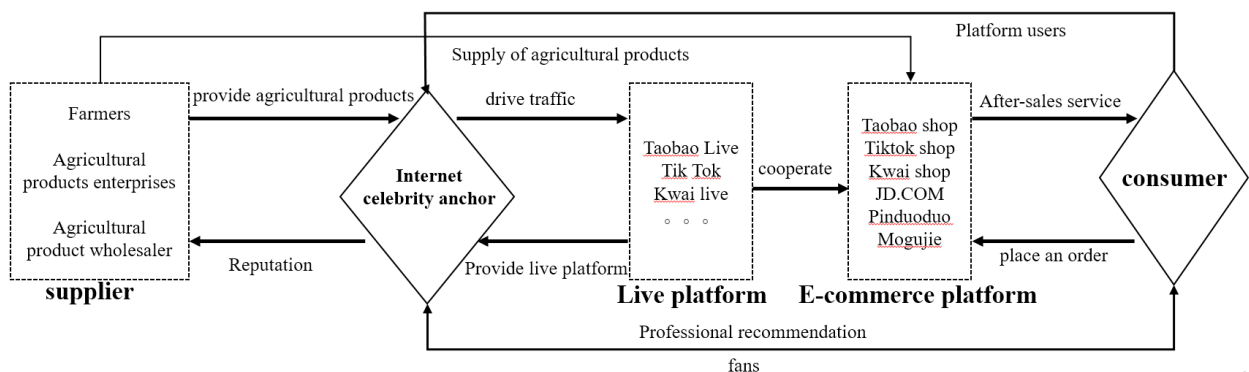 Platform users
Supply of agricultural products
provide agricultural products
drive traffic
After-sales service
Farmers
Agricultural
products enterprises
Agricultural
product wholesaler
supplier
Internet
celebrity anchor
Reputation
Taobao Live
Tik Tok
Kwai live
。。。
Provide live platform
Live platform
cooperate
Taobao shop
Tiktok shop
Kwai shop
JD.COM
Pinduoduo
Mogujie
E-commerce platform
consumer
place an order
Professional recommendation
fans